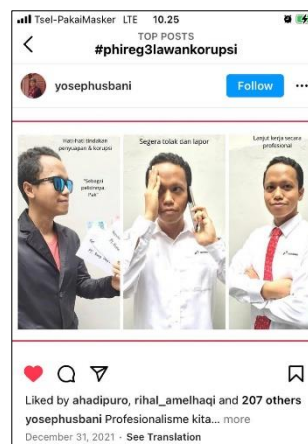 Tsel-PakaiMasker LTE 10.25
TOP POSTS
#phireg3lawankorupsi
yosephusbani
Follow
Hati-hati tindakan
penyuapan & korupsi
"Sebagai
pelicinnya
Pak"
Segera tolak dan lapor
Lanjut kerja secara
profesional
Liked by ahadipuro, rihal_amelhaqi and 207 others
yosephusbani Profesionalisme kita... more
December 31, 2021 · See Translation